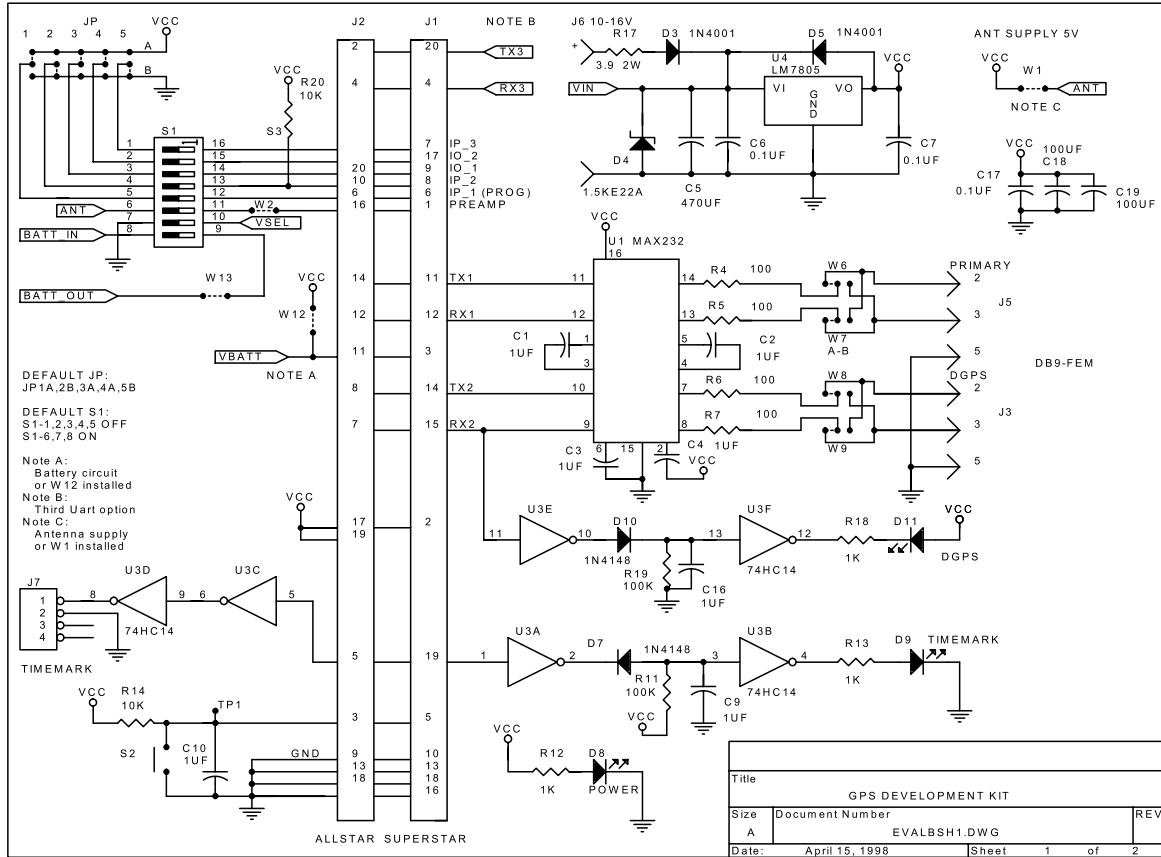 JP
VCC
J2
J1
NOTE B
J6 10-16V
R17
D3
1N4001
D5
1N4001
ANT SUPPLY 5V
1
2
3
4
5
A
B
2
20
TX3
+
3.9 2W
U4
LM7805
VCC
VCC
W1
ANT
NOTE C
VCC
R20
10K
4
4
RX3
VIN
VI
VO
GND
S3
S1
1
D4
1.5KE22A
C5
470UF
C6
0.1UF
C7
0.1UF
VCC
100UF
C18
C17
0.1UF
C19
100UF
1
16
7
IP_3
2
15
17
IO_2
3
14
20
9
IO_1
4
13
10
8
IP_2
5
12
6
6
IP_1 (PROG)
ANT
6
11
W2
16
1
PREAMP
7
10
VSEL
BATT_IN
8
9
VCC
U1 MAX232
16
W13
BATT_OUT
VCC
W12
14
11
TX1
11
14
R4
100
W6
PRIMARY
2
J5
12
12
RX1
12
13
R5
100
W7
A-B
3
C1
1UF
1
3
5
4
C2
1UF
VBATT
NOTE A
11
3
5
DB9-FEM
DEFAULT JP:
JP1A,2B,3A,4A,5B
8
14
TX2
10
7
R6
100
W8
DGPS
2
J3
DEFAULT S1:
S1-1,2,3,4,5 OFF
S1-6,7,8 ON
7
15
RX2
9
8
R7
1UF
100
W9
3
C3
1UF
6
15
2
C4
VCC
5
Note A:
Battery circuit
or W12 installed
Note B:
Third Uart option
Note C:
Antenna supply
or W1 installed
VCC
17
19
2
U3E
11
10
D10
1N4148
R19
100K
C16
1UF
U3F
13
12
74HC14
R18
1K
D11
VCC
DGPS
J7
1
2
3
4
TIMEMARK
8
U3D
74HC14
9
6
U3C
5
5
19
1
U3A
2
D7
1N4148
R11
100K
VCC
C9
1UF
U3B
3
4
74HC14
R13
1K
D9
TIMEMARK
VCC
R14
10K
TP1
3
5
S2
C10
1UF
GND
9
10
13
13
18
18
16
VCC
R12
1K
D8
POWER
ALLSTAR
SUPERSTAR
Title
GPS DEVELOPMENT KIT
Size
Document Number
REV
A
EVALBSH1.DWG
Date:
April 15, 1998
Sheet
1
of
2